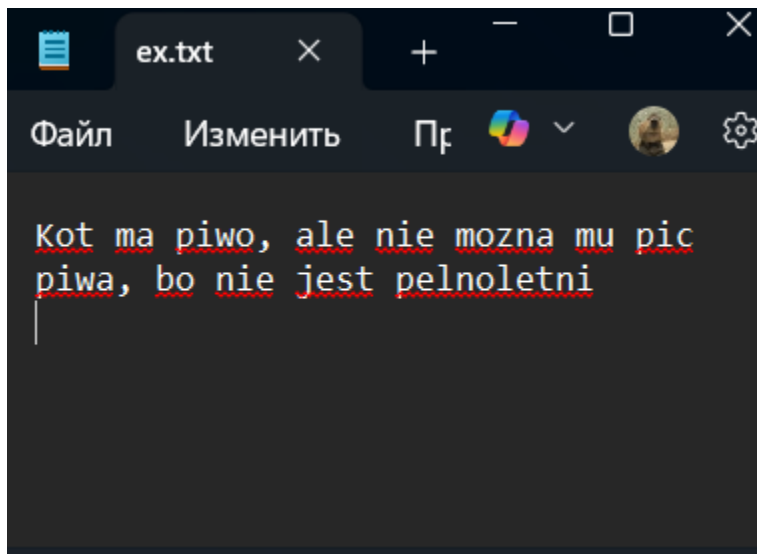 ex.txt
Файл Изменить
Kot ma piwo, ale nie mozna mu pic
piwa, bo nie jest pelnoletni